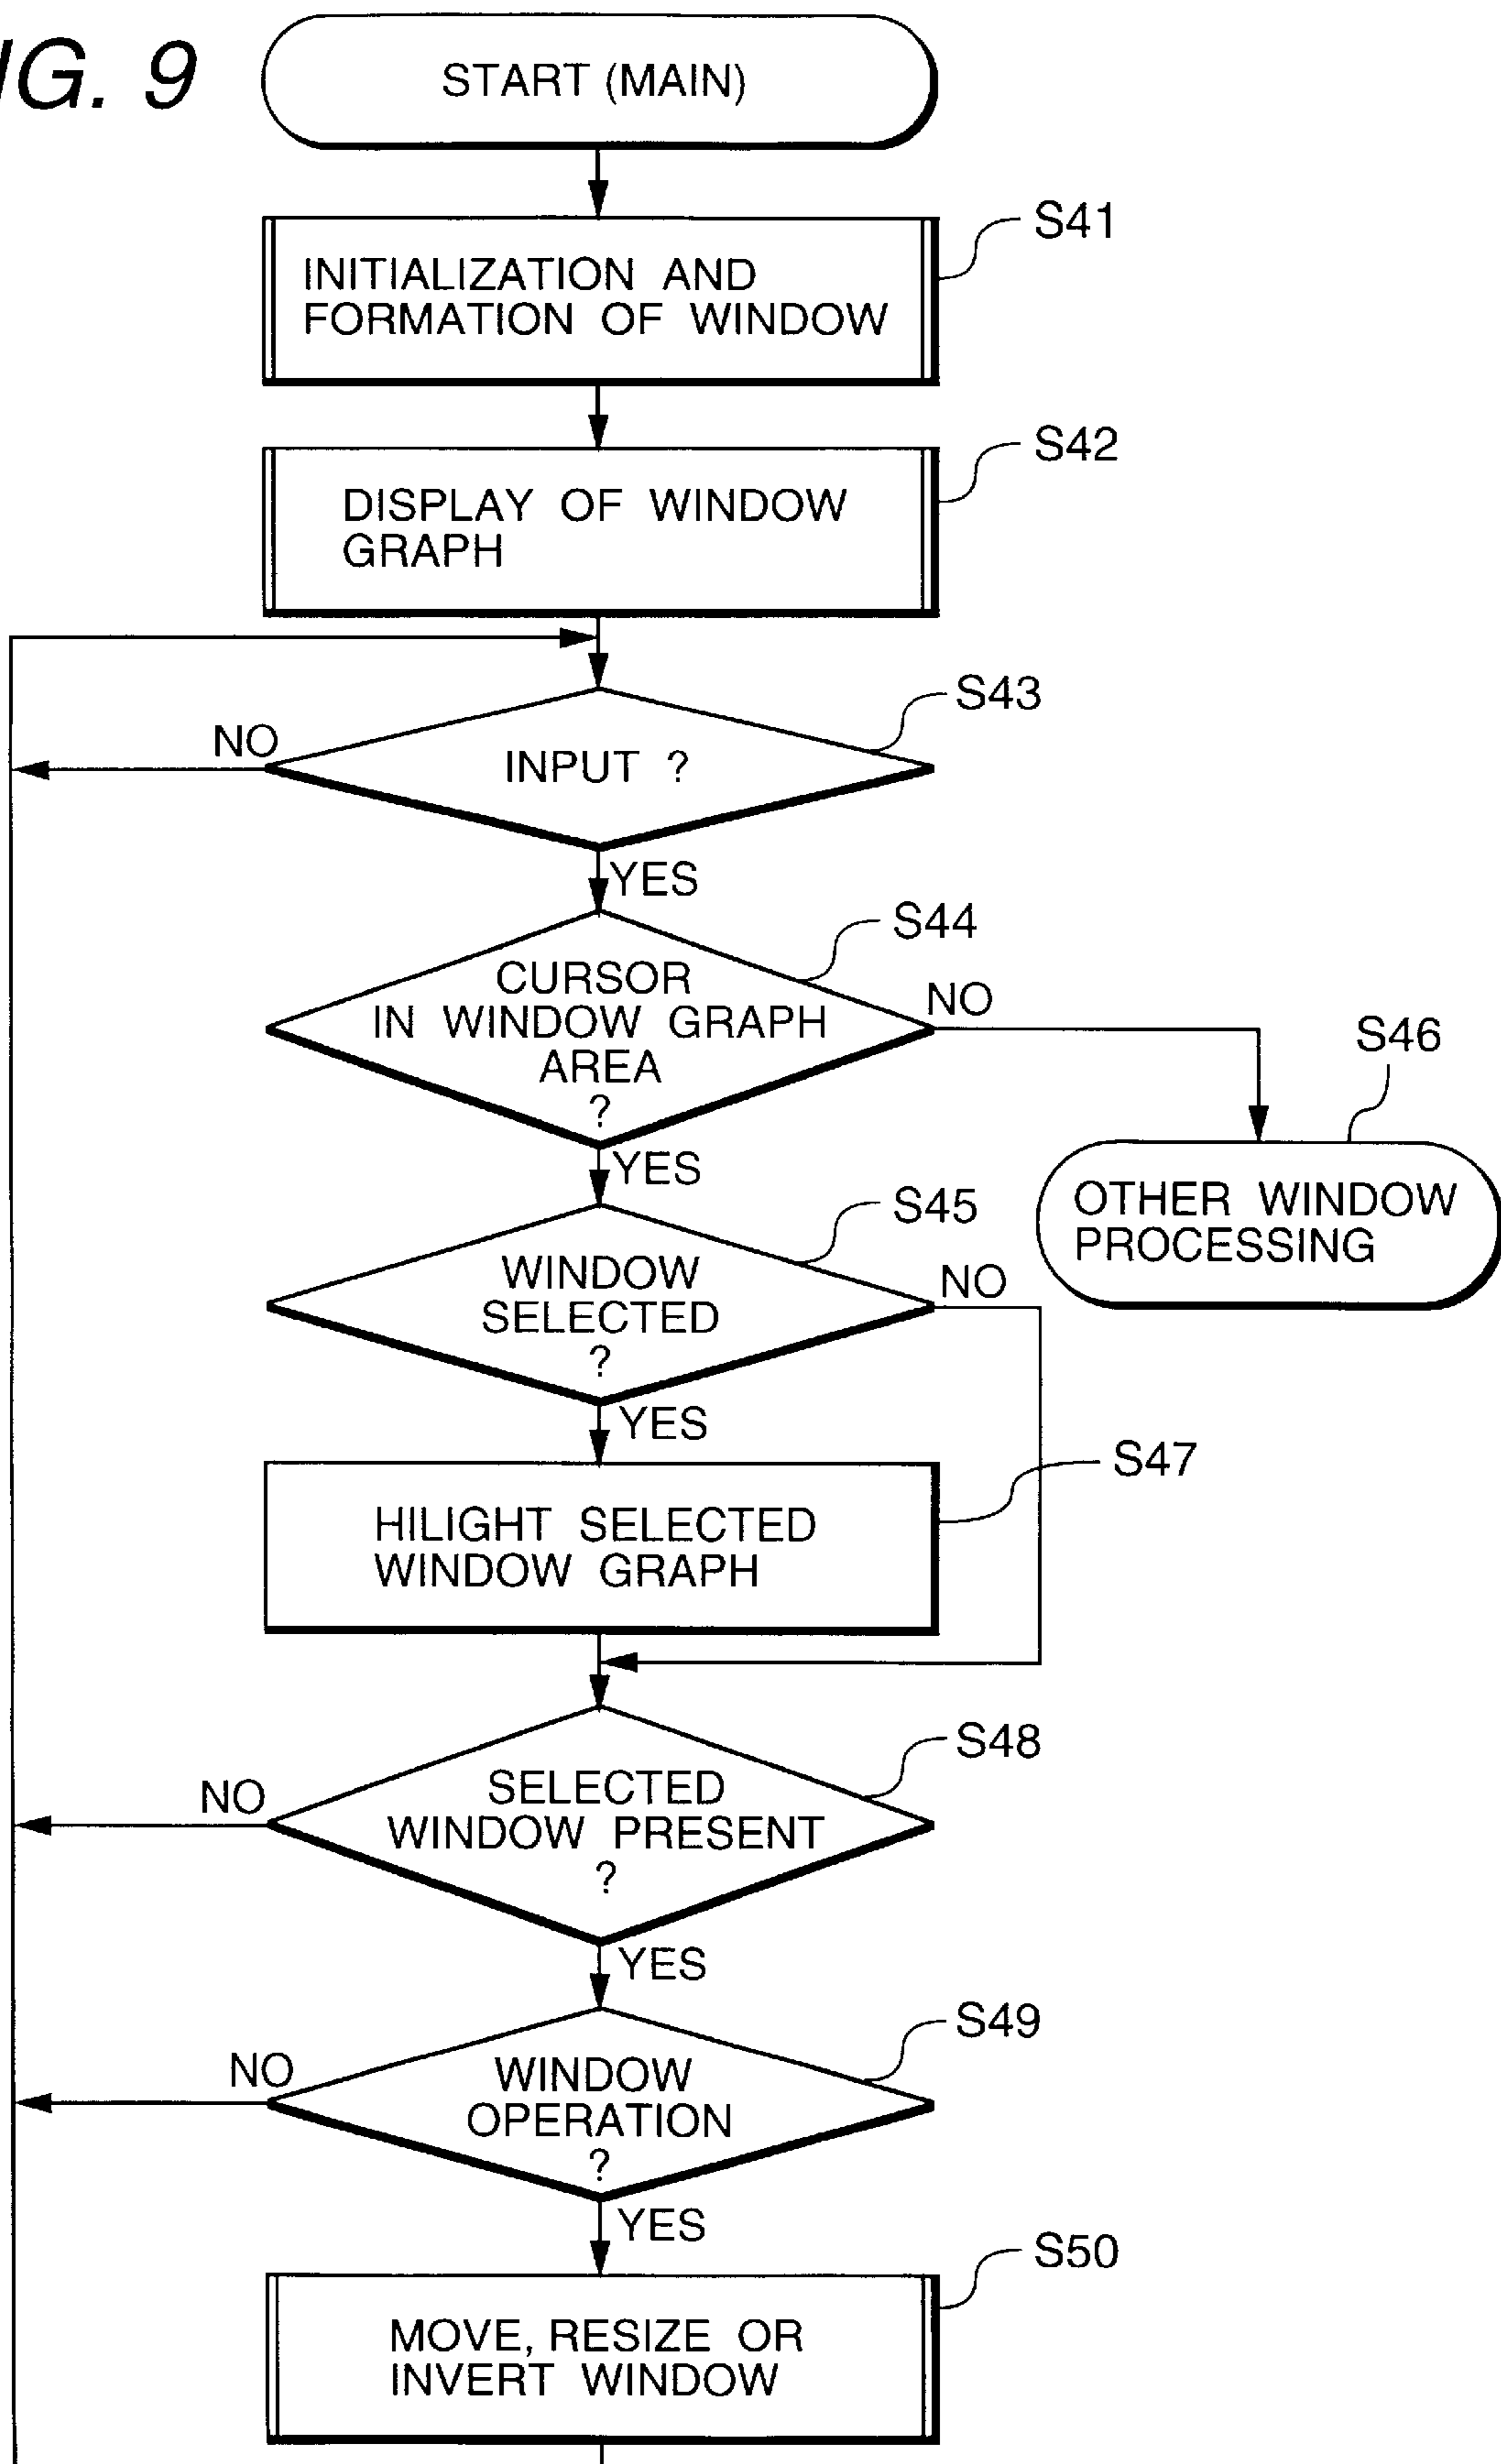 IG. 9
START (MAIN)
S41
INITIALIZATION AND
FORMATION OF WINDOW
S42
DISPLAY OF WINDOW
GRAPH
S43
NO
INPUT ?
YES
S44
CURSOR
IN WINDOW GRAPH
AREA
?
NO
S46
YES
OTHER WINDOW
PROCESSING
S45
WINDOW
SELECTED
?
NO
YES
S47
HILIGHT SELECTED
WINDOW GRAPH
S48
NO
SELECTED
WINDOW PRESENT
?
YES
S49
NO
WINDOW
OPERATION
?
YES
S50
MOVE, RESIZE OR
INVERT WINDOW